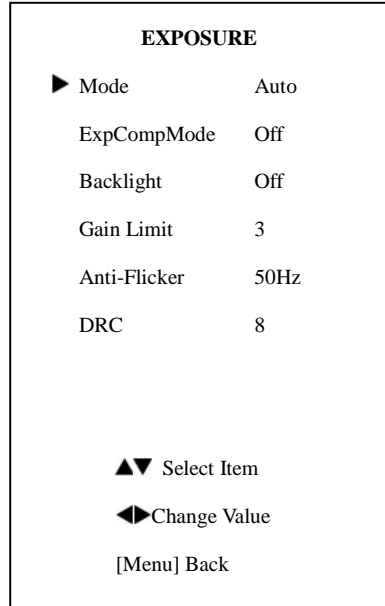 EXPOSURE
▶ Mode Auto
ExpCompMode Off
Backlight Off
Gain Limit 3
Anti-Flicker 50Hz
DRC 8
▲▼ Select Item
◀▶Change Value
[Menu] Back